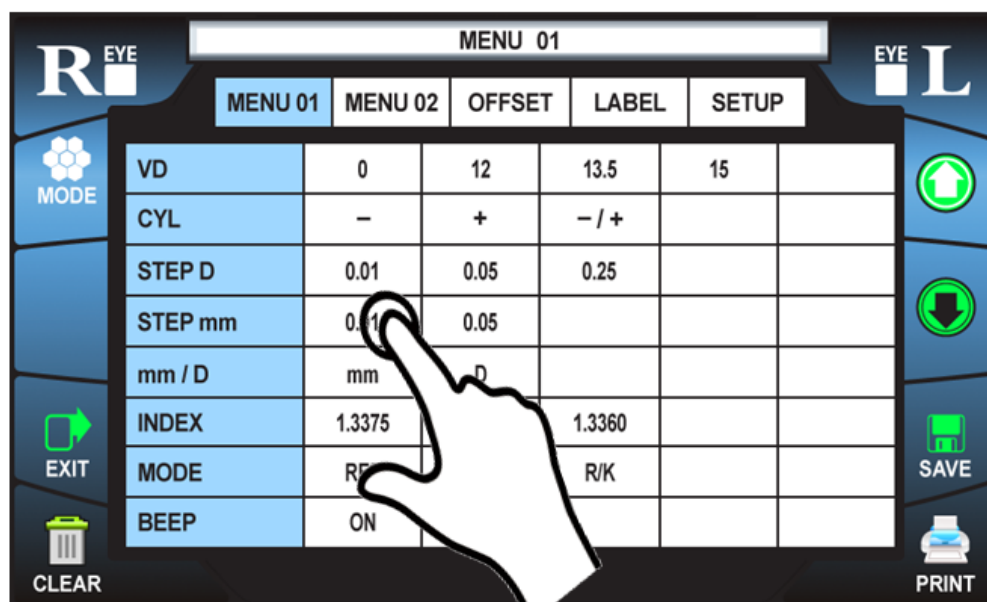 R EYE
MENU 01
EYE L
MENU 01 MENU 02 OFFSET LABEL SETUP
MODE
VD 0 12 13.5 15
CYL – + – / +
STEP D 0.01 0.05 0.25
STEP mm 0.05
mm / D mm D
INDEX 1.3375 1.3360
EXIT
MODE R/K
SAVE
BEEP ON
CLEAR
PRINT